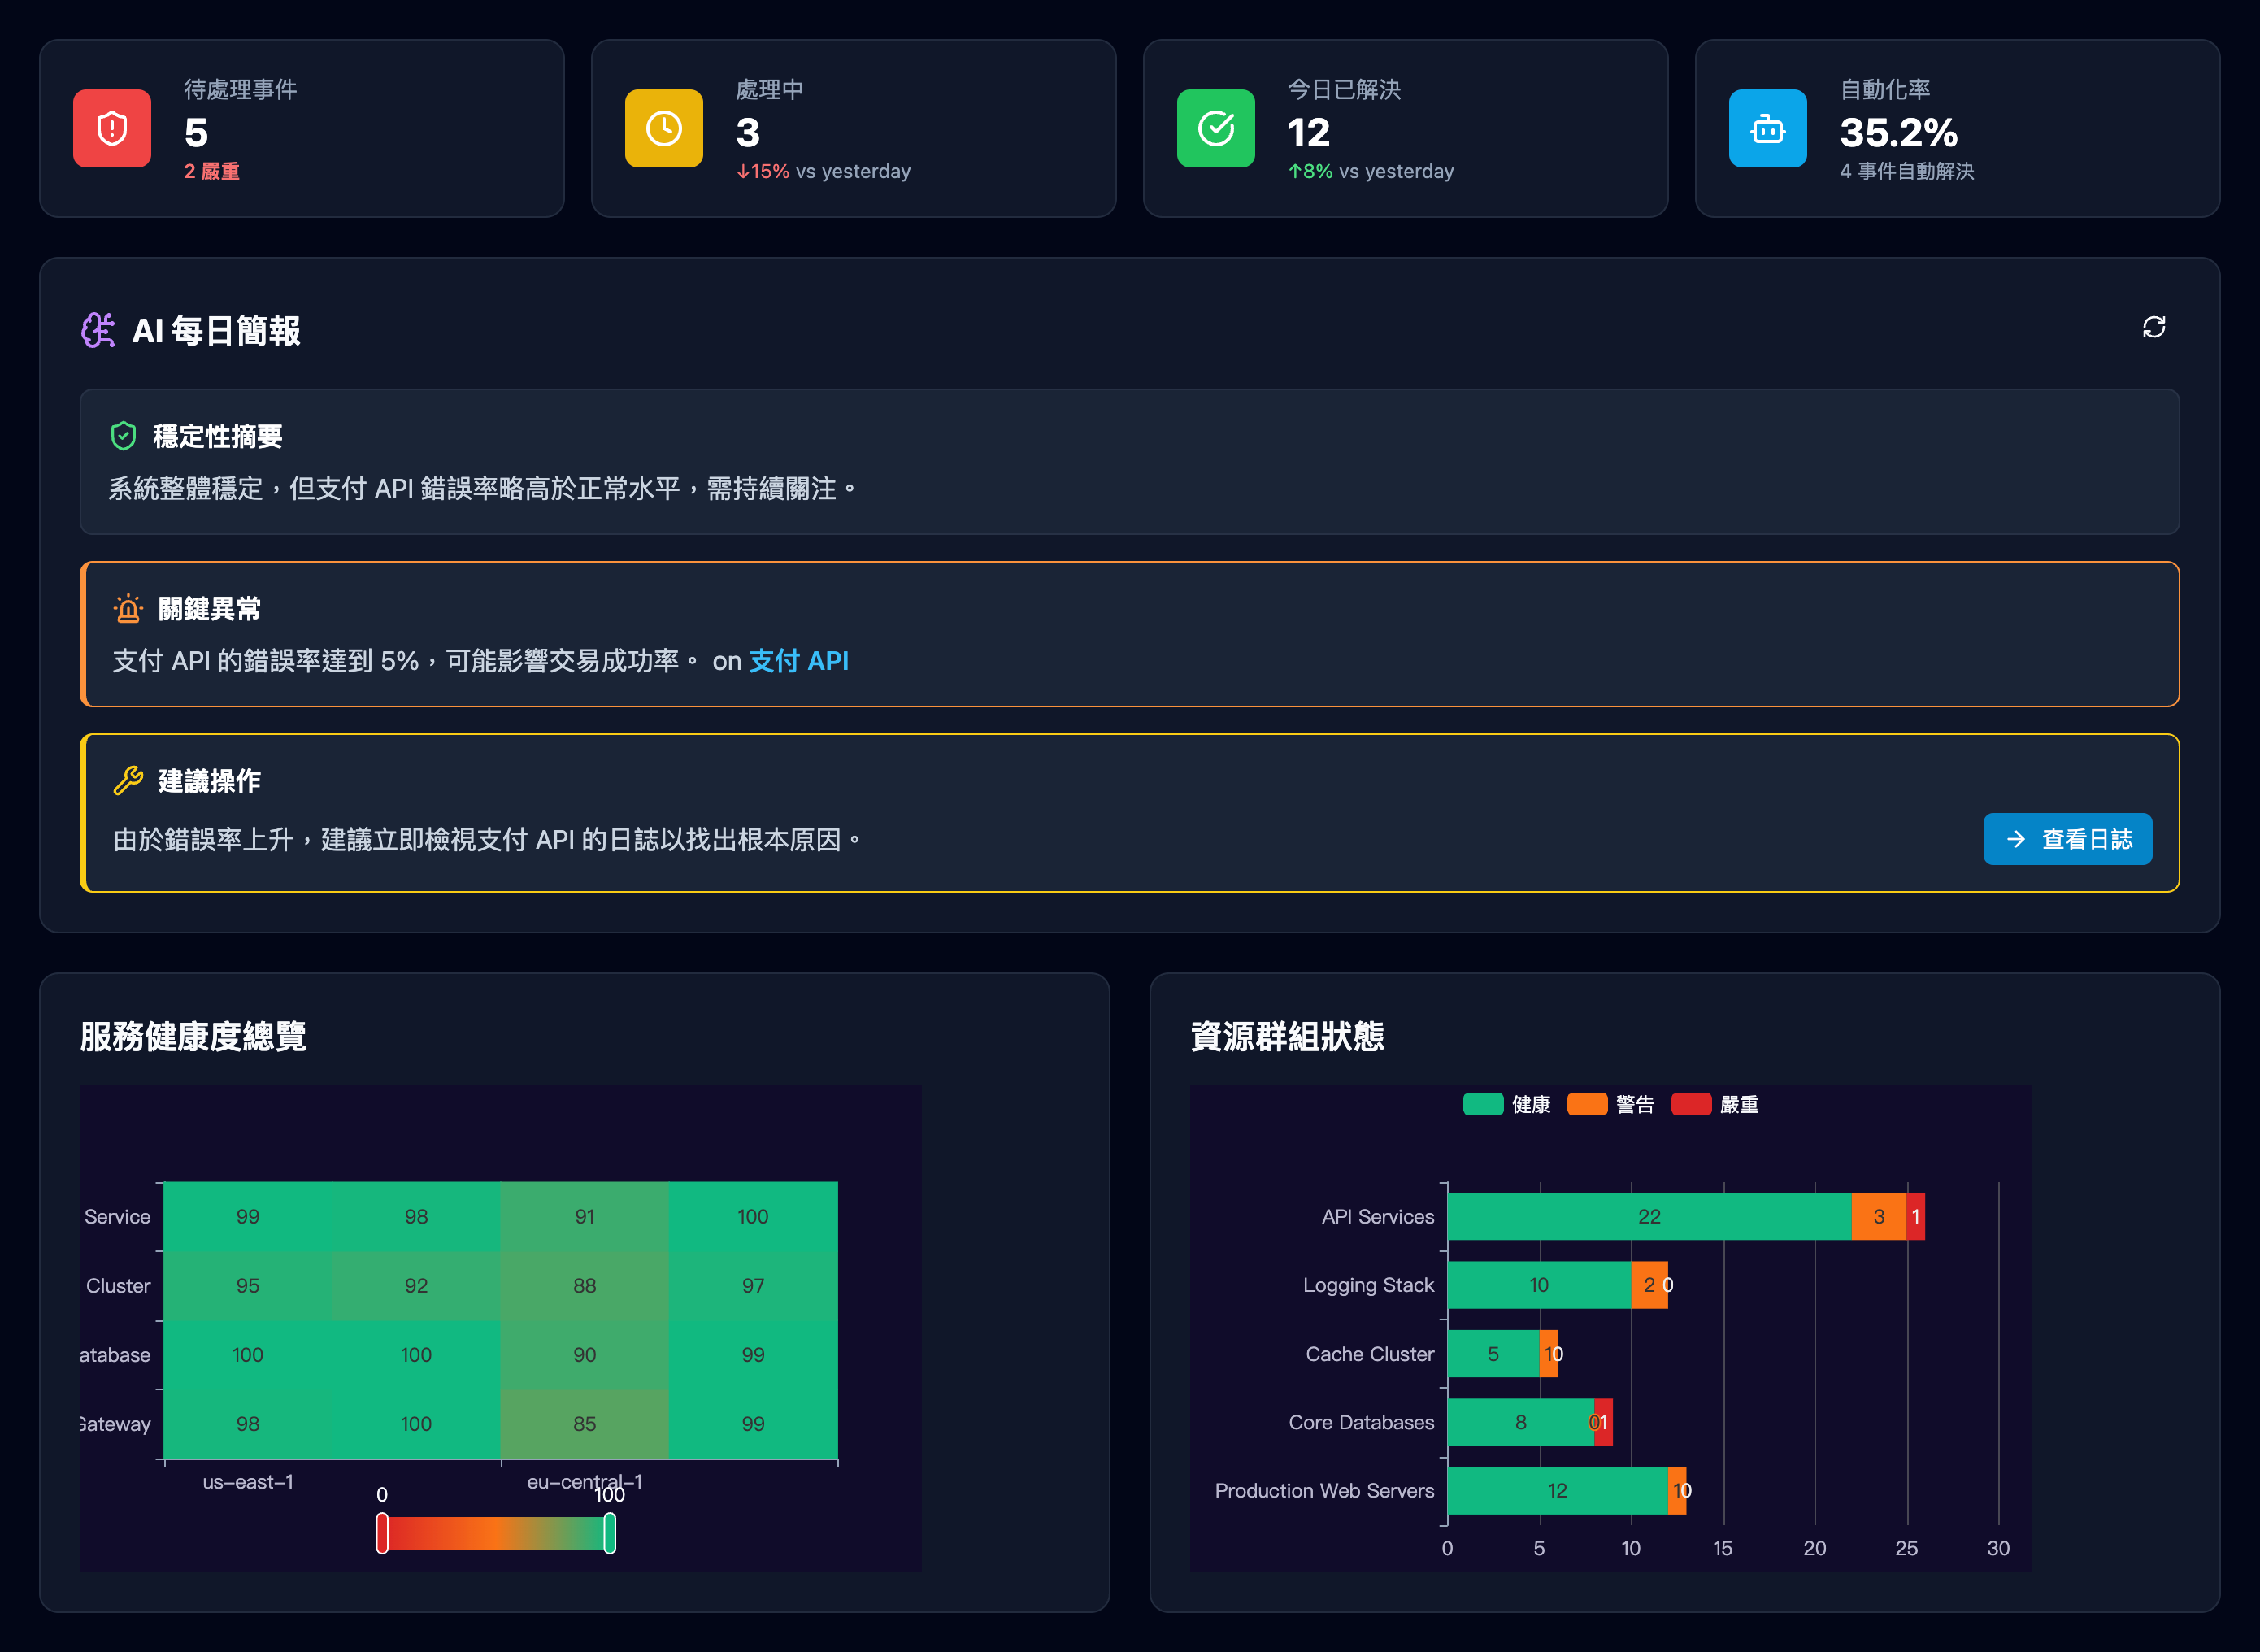 待處理事件
5
2 嚴重
處理中
3
↓15% vs yesterday
今日已解決
12
↑8% vs yesterday
自動化率
35.2%
4 事件自動解決
AI 每日簡報
穩定性摘要
系統整體穩定，但支付 API 錯誤率略高於正常水平，需持續關注。
關鍵異常
支付 API 的錯誤率達到 5%，可能影響交易成功率。 on 支付 API
建議操作
由於錯誤率上升，建議立即檢視支付 API 的日誌以找出根本原因。
→ 查看日誌
服務健康度總覽
Service 99 98 91 100
Cluster 95 92 88 97
atabase 100 100 90 99
Gateway 98 100 85 99
us-east-1 eu-central-1
0 100
資源群組狀態
健康 警告 嚴重
API Services 22 3 1
Logging Stack 10 2 0
Cache Cluster 5 1 0
Core Databases 8 0 1
Production Web Servers 12 1 0
0 5 10 15 20 25 30